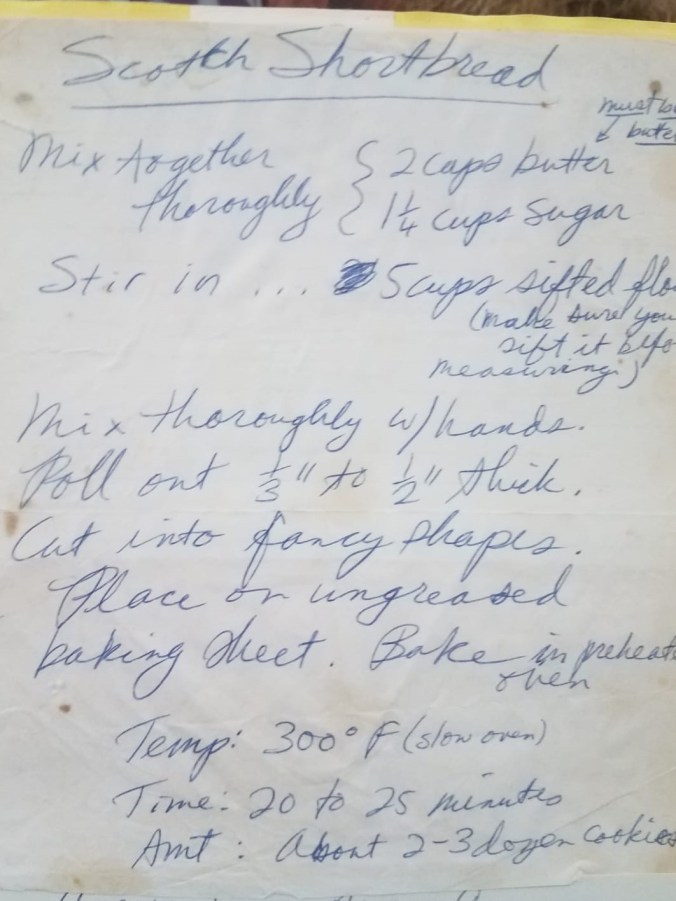 Scotch Shortbread
must be
butter
Mix together { 2 cups butter
thoroughly { 1 1/4 cups sugar
Stir in ... 5 cups sifted flo
(make sure you
sift it befo
measuring)
Mix thoroughly w/hands.
Roll out 1/3" to 1/2" thick.
Cut into fancy shapes.
Place on ungreased
baking sheet. Bake in preheate
oven
Temp: 300° F (slow oven)
Time: 20 to 25 minutes
Amt: About 2-3 dozen cookies